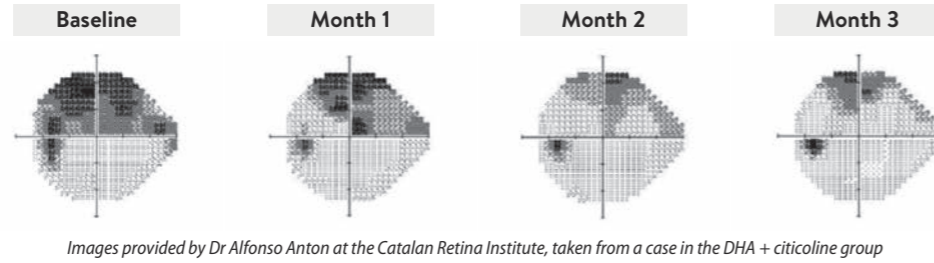 Baseline Month 1 Month 2 Month 3
Images provided by Dr Alfonso Anton at the Catalan Retina Institute, taken from a case in the DHA + citicoline group